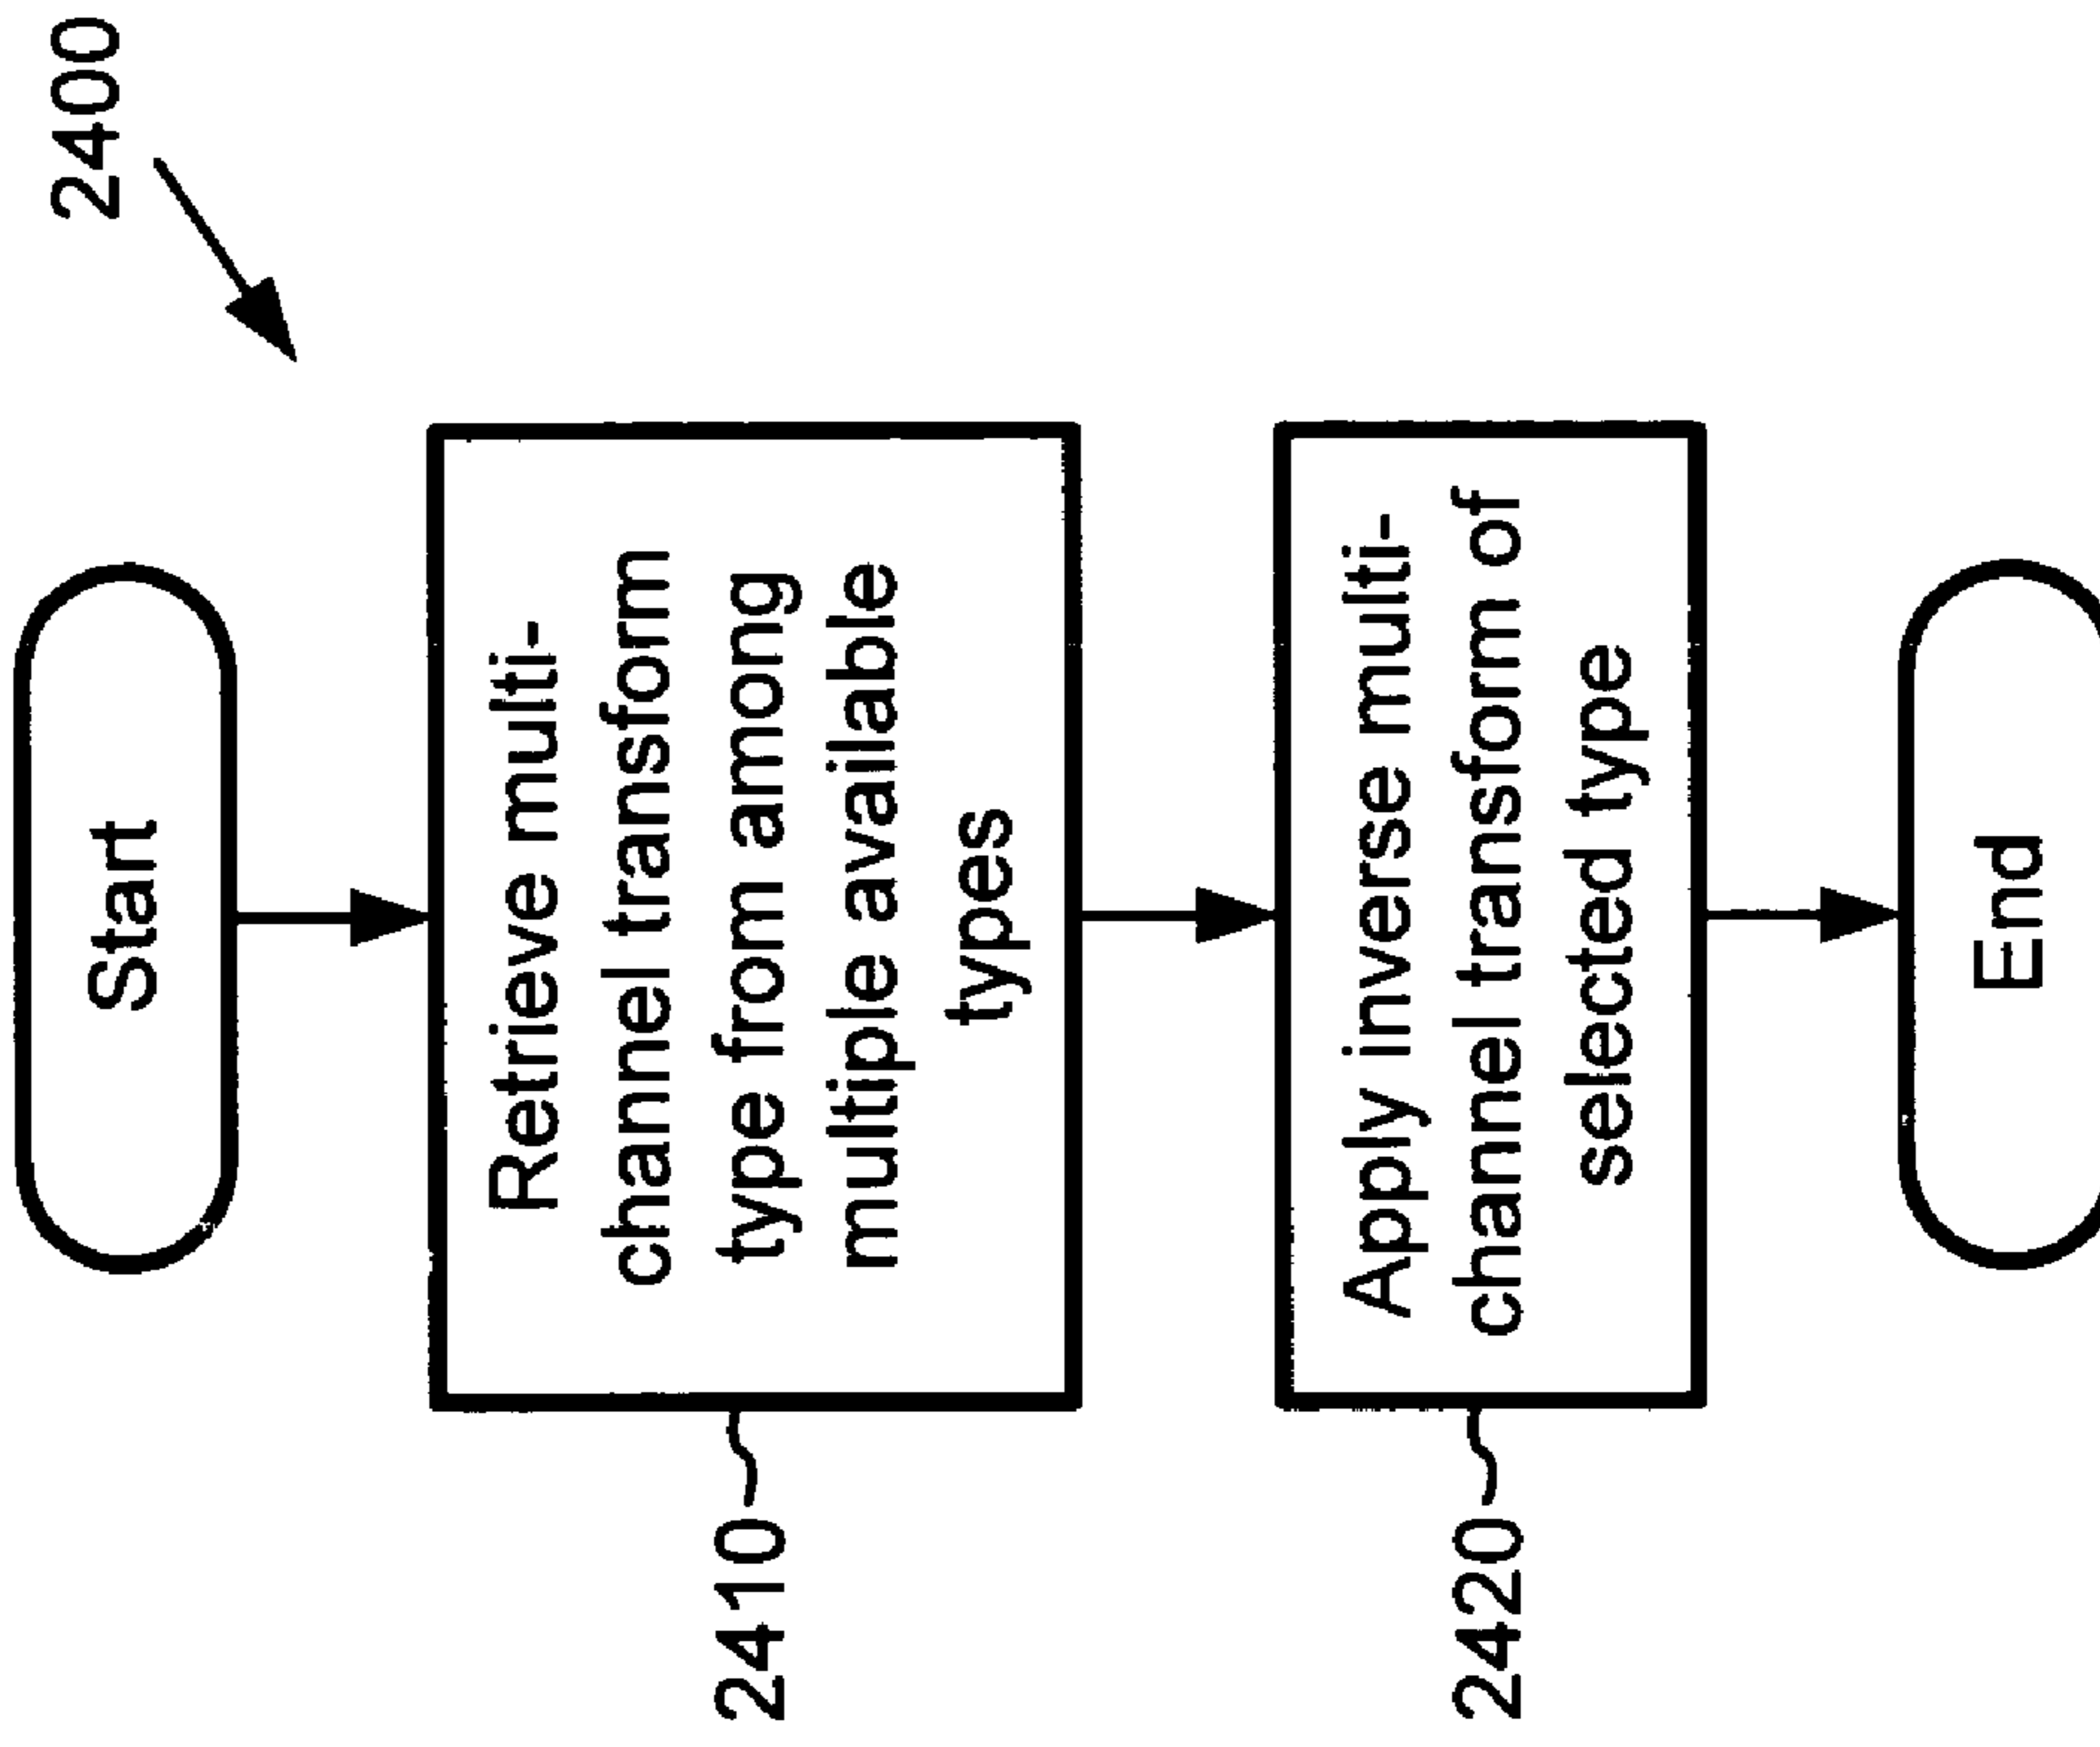 2400
Start
Retrieve multi-
channel transform
type from among
multiple available
types
2410
Apply inverse multi-
channel transform of
selected type
2420
End